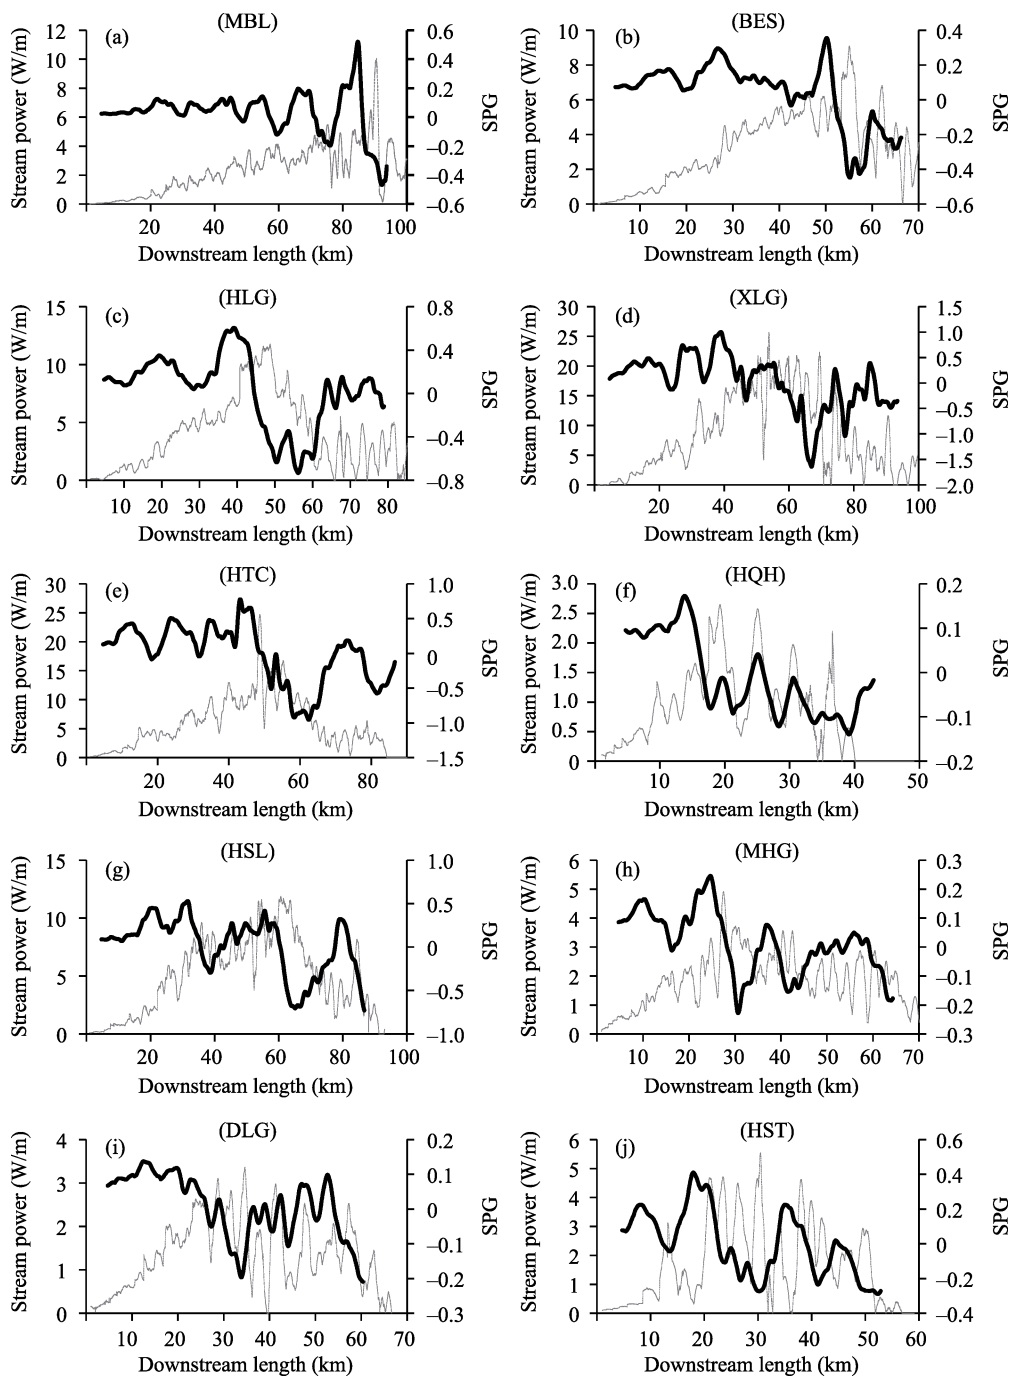 (MBL)
(a)
Stream power (W/m)
12
10
8
6
4
2
0
0.6
0.4
0.2
0
–0.2
–0.4
–0.6
SPG
20 40 60 80 100
Downstream length (km)
(BES)
(b)
Stream power (W/m)
10
8
6
4
2
0
0.4
0.2
0
–0.2
–0.4
–0.6
SPG
10 20 30 40 50 60 70
Downstream length (km)
(HLG)
(c)
Stream power (W/m)
15
10
5
0
0.8
0.4
0
–0.4
–0.8
SPG
10 20 30 40 50 60 70 80
Downstream length (km)
(XLG)
(d)
Stream power (W/m)
30
25
20
15
10
5
0
1.5
1.0
0.5
0
–0.5
–1.0
–1.5
–2.0
SPG
20 40 60 80 100
Downstream length (km)
(HTC)
(e)
Stream power (W/m)
30
25
20
15
10
5
0
1.0
0.5
0
–0.5
–1.0
–1.5
SPG
20 40 60 80
Downstream length (km)
(HQH)
(f)
Stream power (W/m)
3.0
2.5
2.0
1.5
1.0
0.5
0
0.2
0.1
0
–0.1
–0.2
SPG
10 20 30 40 50
Downstream length (km)
(HSL)
(g)
Stream power (W/m)
15
10
5
0
1.0
0.5
0
–0.5
–1.0
SPG
20 40 60 80 100
Downstream length (km)
(MHG)
(h)
Stream power (W/m)
6
5
4
3
2
1
0
0.3
0.2
0.1
0
–0.1
–0.2
–0.3
SPG
10 20 30 40 50 60 70
Downstream length (km)
(DLG)
(i)
Stream power (W/m)
4
3
2
1
0
0.2
0.1
0
–0.1
–0.2
–0.3
SPG
10 20 30 40 50 60 70
Downstream length (km)
(HST)
(j)
Stream power (W/m)
6
5
4
3
2
1
0
0.6
0.4
0.2
0
–0.2
–0.4
SPG
10 20 30 40 50 60
Downstream length (km)